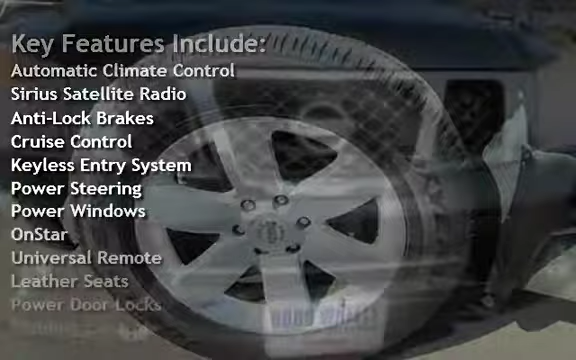 Key Features Include:
Automatic Climate Control
Sirius Satellite Radio
Anti-Lock Brakes
Cruise Control
Keyless Entry System
Power Steering
Power Windows
OnStar
Universal Remote
Leather Seats
Power Door Locks